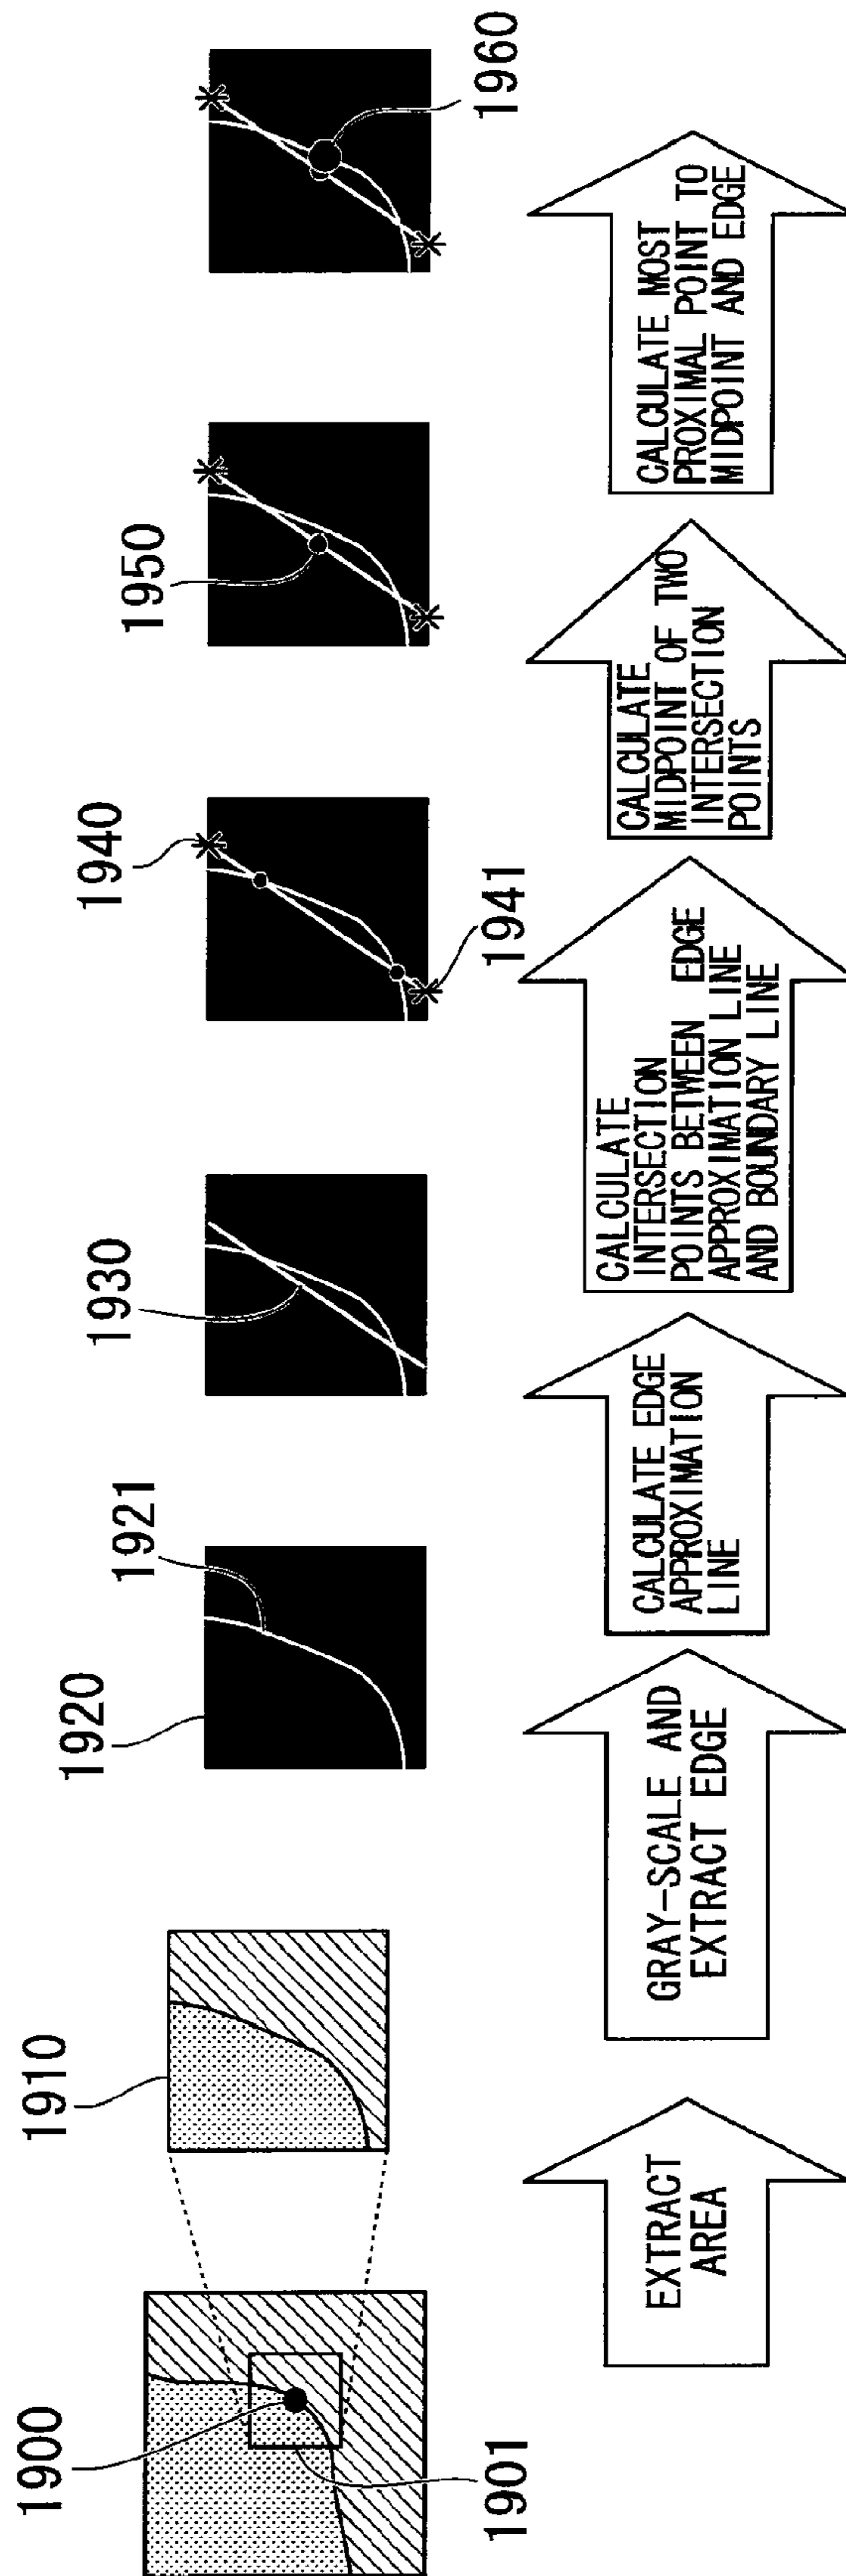 1900
1901
1910
1920
1921
1930
1940
1941
1950
1960
EXTRACT
AREA
GRAY-SCALE AND
EXTRACT EDGE
CALCULATE EDGE
APPROXIMATION
LINE
CALCULATE
INTERSECTION
POINTS BETWEEN EDGE
APPROXIMATION LINE
AND BOUNDARY LINE
CALCULATE
MIDPOINT OF TWO
INTERSECTION
POINTS
CALCULATE MOST
PROXIMAL POINT TO
MIDPOINT AND EDGE